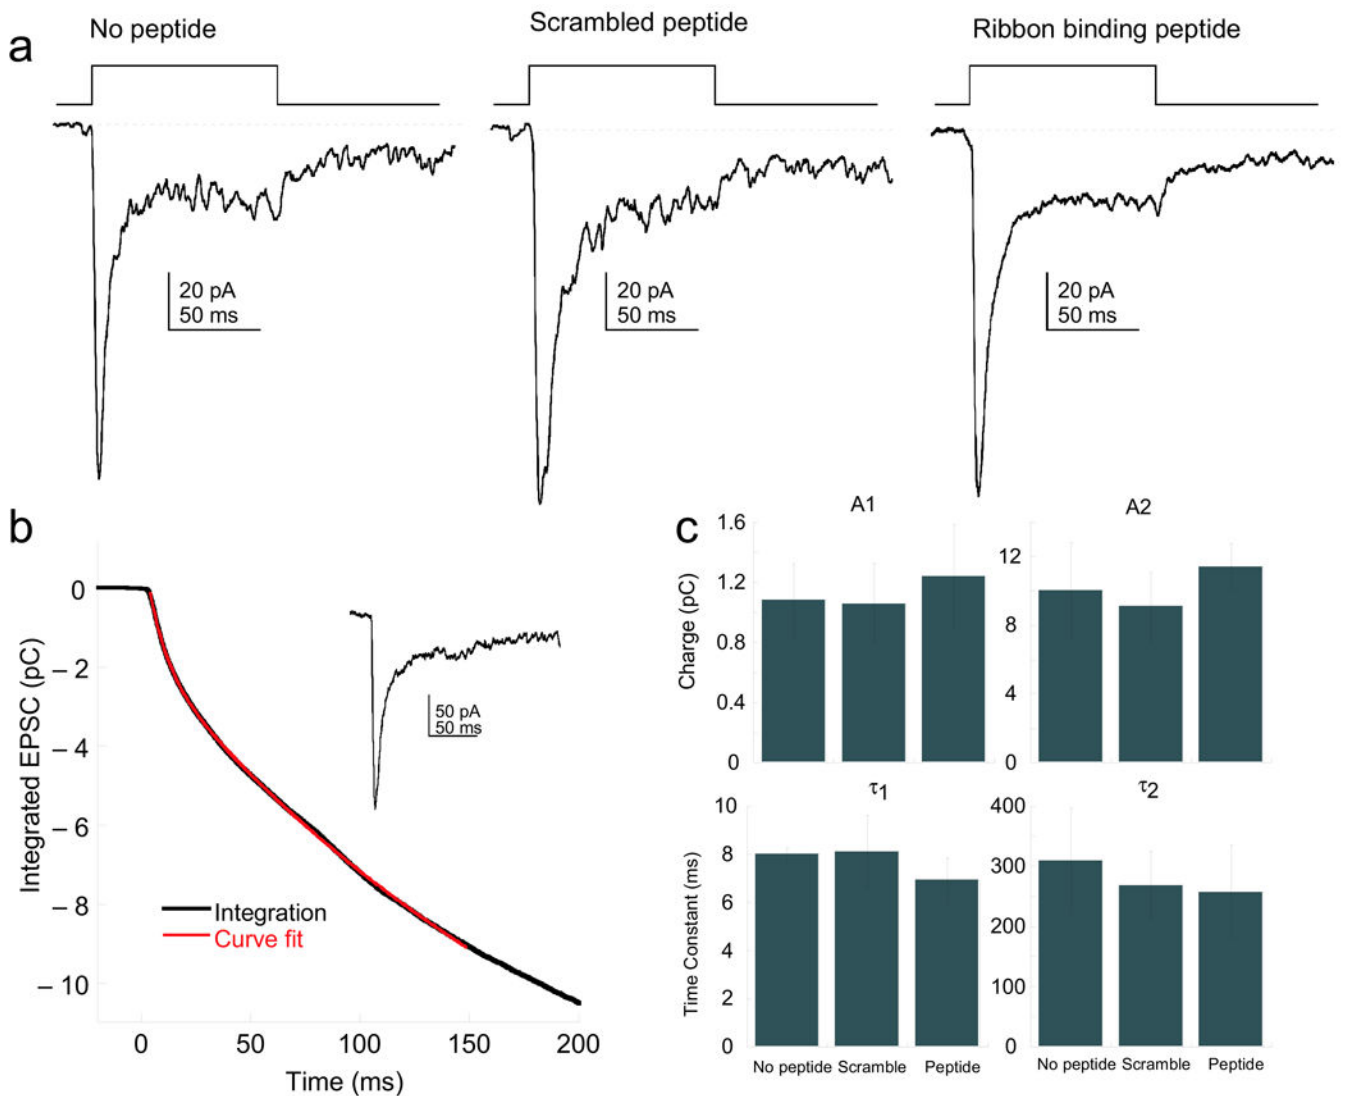 a
No peptide
Scrambled peptide
Ribbon binding peptide
20 pA
50 ms
20 pA
50 ms
20 pA
50 ms
b
0
– 2
– 4
– 6
– 8
– 10
Integrated EPSC (pC)
50 pA
50 ms
Integration
Curve fit
0
50
100
150
200
Time (ms)
c
A1
1.6
1.2
0.8
0.4
0
Charge (pC)
A2
12
8
4
0
τ1
10
8
6
4
2
0
Time Constant (ms)
No peptide
Scramble
Peptide
τ2
400
300
200
100
0
No peptide
Scramble
Peptide